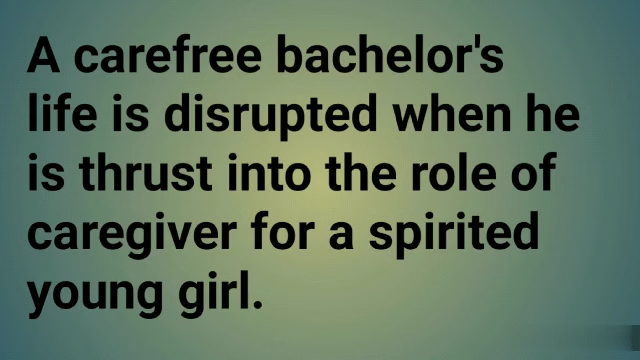 A carefree bachelor's
life is disrupted when he
is thrust into the role of
caregiver for a spirited
young girl.